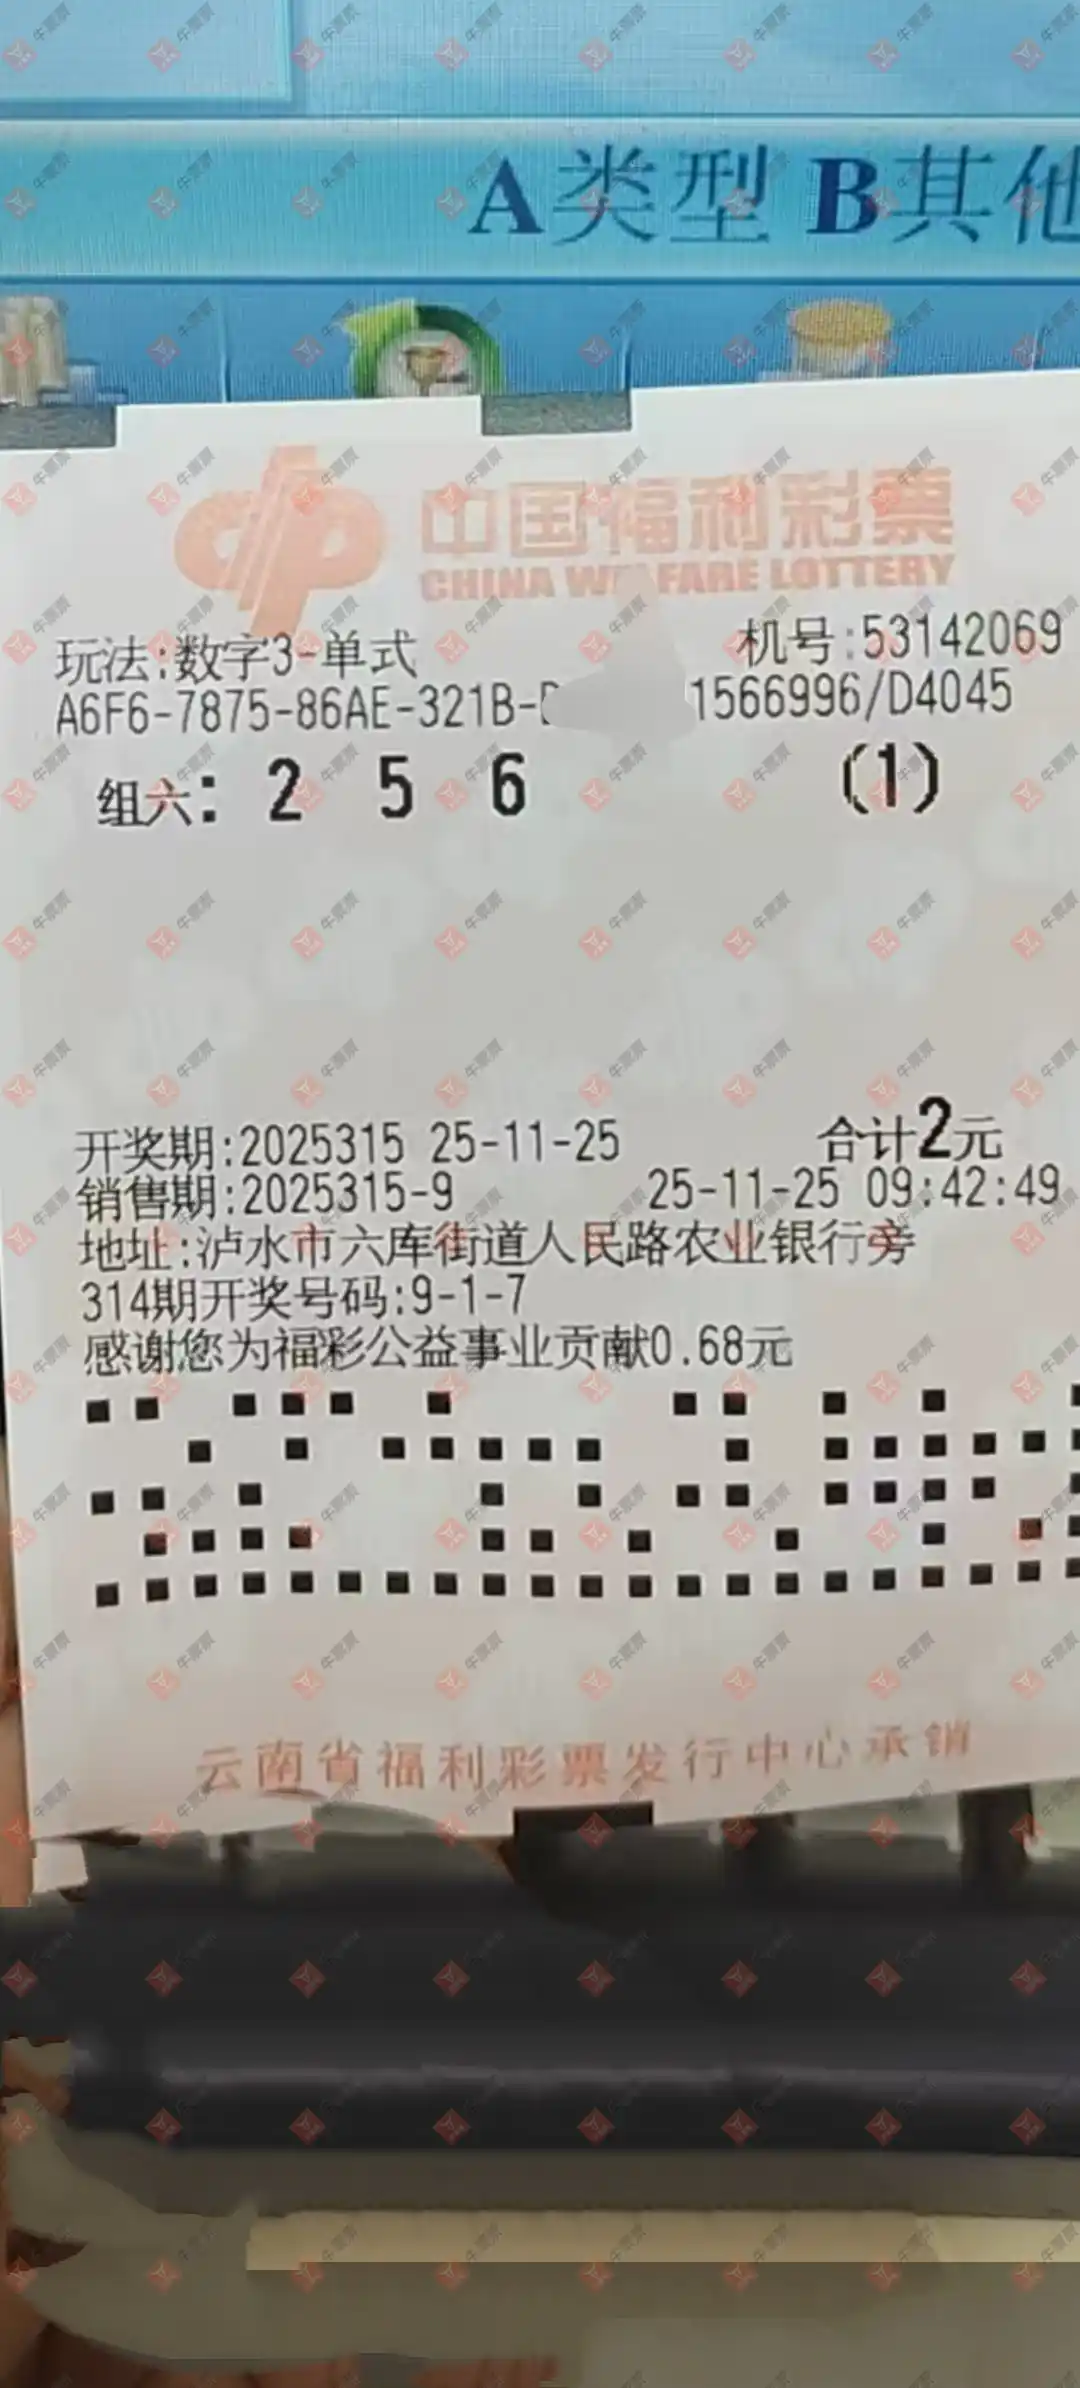 A类型 B其他
中国福利彩票
CHINA WELFARE LOTTERY
玩法:数字3-单式 机号:53142069
A6F6-7875-86AE-321B- 1566996/D4045
组六: 2 5 6 (1)
开奖期:2025315 25-11-25 合计2元
销售期:2025315-9 25-11-25 09:42:49
地址:泸水市六库街道人民路农业银行旁
314期开奖号码:9-1-7
感谢您为福彩公益事业贡献0.68元
云南省福利彩票发行中心承销
牛票票